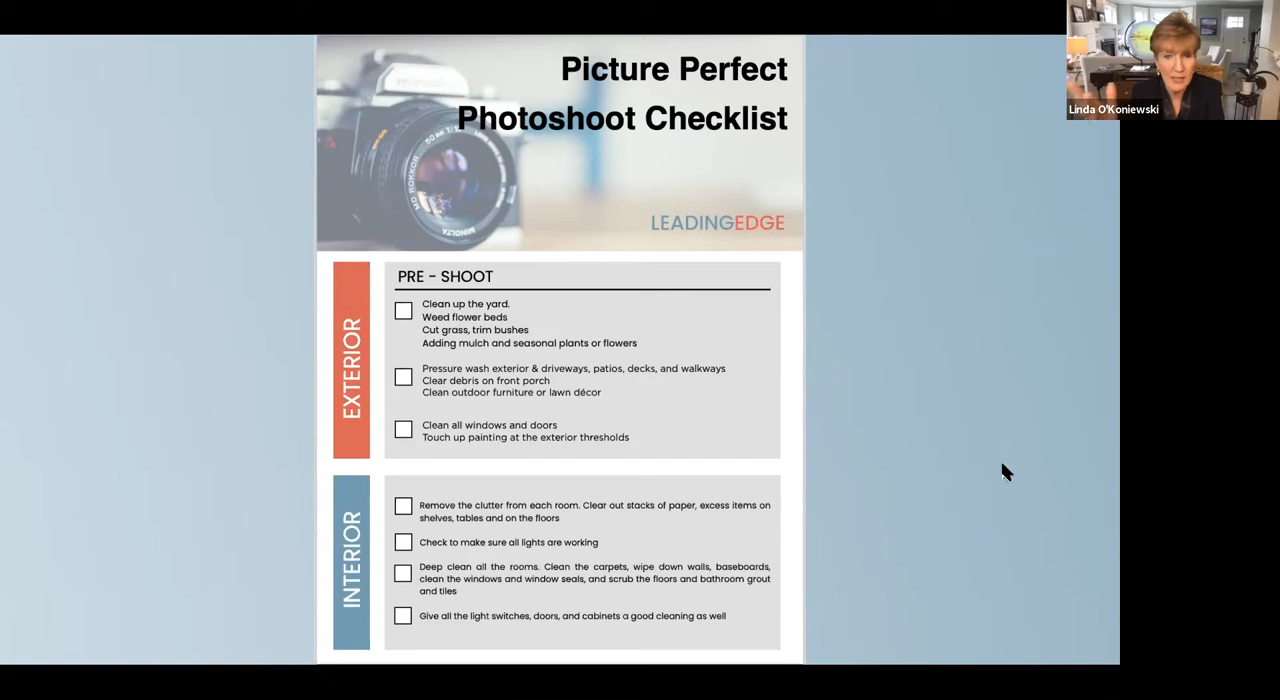 Picture Perfect
Photoshoot Checklist
LEADINGEDGE
Linda O'Koniewski
minolta
50mm
MD ROKKOR
MINOLTA
PRE - SHOOT
EXTERIOR
Clean up the yard.
Weed flower beds
Cut grass, trim bushes
Adding mulch and seasonal plants or flowers
Pressure wash exterior & driveways, patios, decks, and walkways
Clear debris on front porch
Clean outdoor furniture or lawn décor
Clean all windows and doors
Touch up painting at the exterior thresholds
INTERIOR
Remove the clutter from each room. Clear out stacks of paper, excess items on
shelves, tables and on the floors
Check to make sure all lights are working
Deep clean all the rooms. Clean the carpets, wipe down walls, baseboards,
clean the windows and window seals, and scrub the floors and bathroom grout
and tiles
Give all the light switches, doors, and cabinets a good cleaning as well